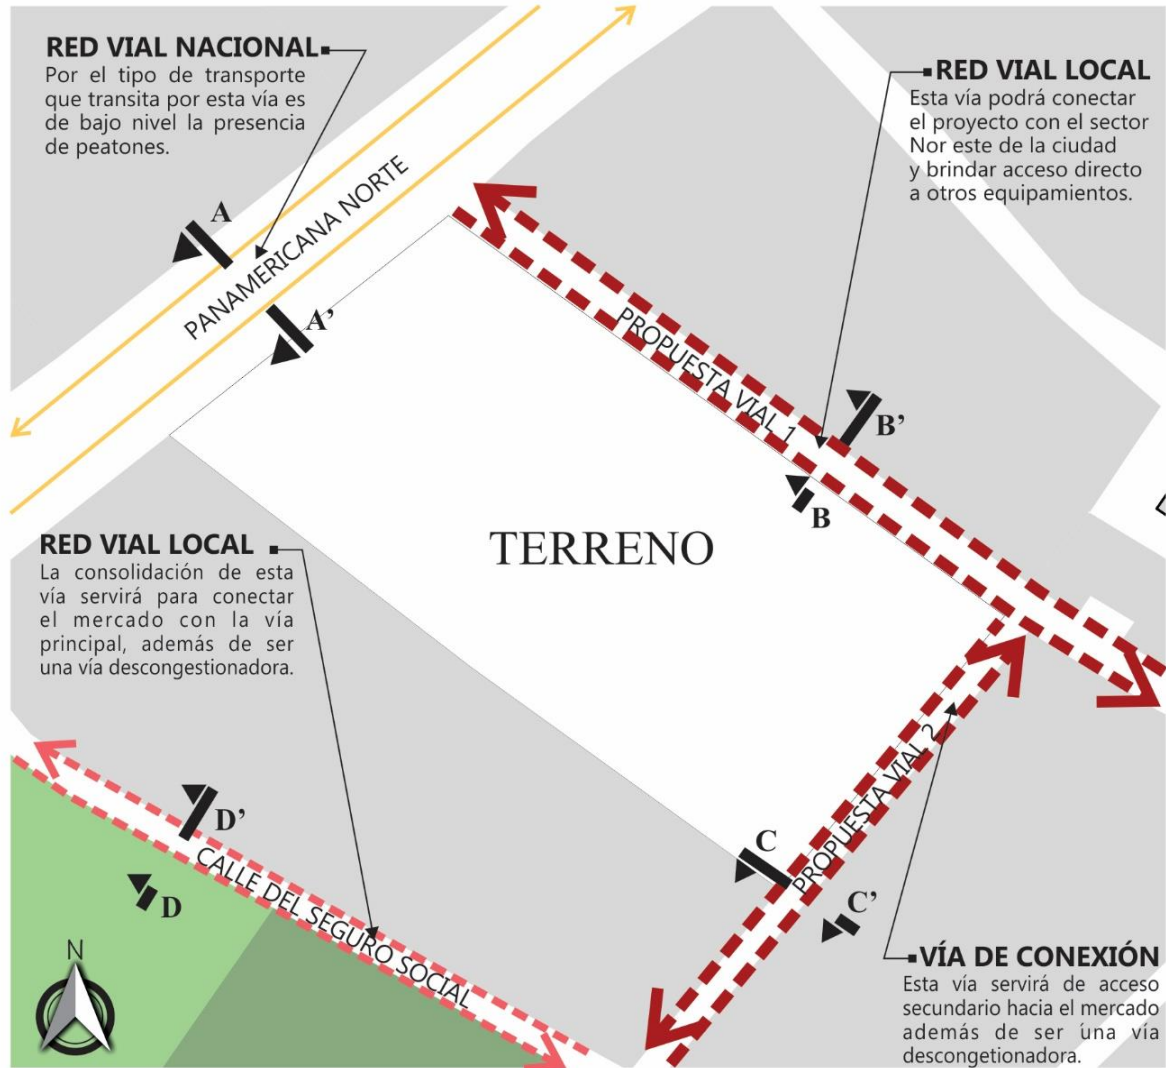 RED VIAL NACIONAL
Por el tipo de transporte
que transita por esta vía es
de bajo nivel la presencia
de peatones.
RED VIAL LOCAL
Esta vía podrá conectar
el proyecto con el sector
Nor este de la ciudad
y brindar acceso directo
a otros equipamientos.
A
PANAMERICANA NORTE
A’
PROPUESTA VIAL 1
B’
B
TERRENO
RED VIAL LOCAL
La consolidación de esta
vía servirá para conectar
el mercado con la vía
principal, además de ser
una vía descongestionadora.
PROPUESTA VIAL 2
D’
C
CALLE DEL SEGURO SOCIAL
D
C’
N
VÍA DE CONEXIÓN
Esta vía servirá de acceso
secundario hacia el mercado
además de ser una vía
descongetionadora.